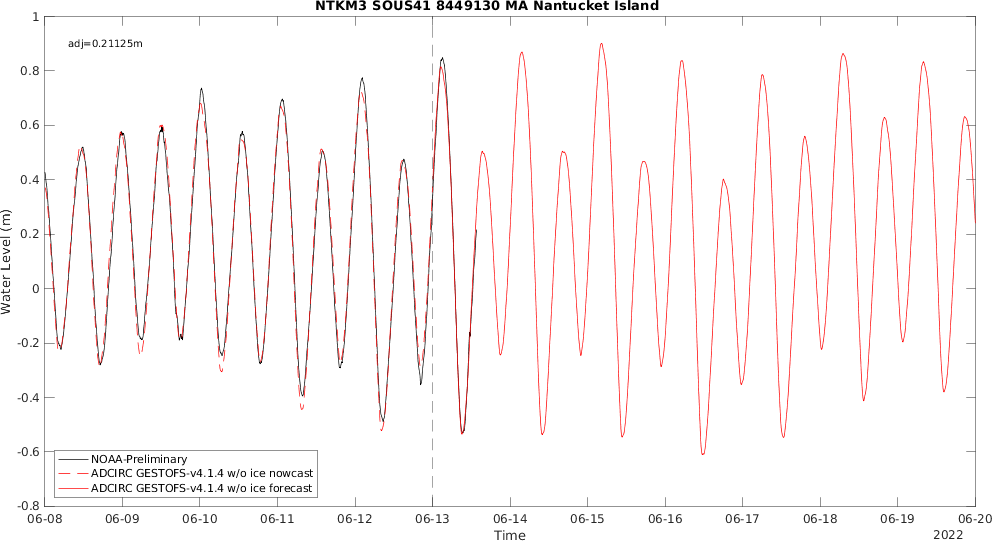 NTKM3 SOUS41 8449130 MA Nantucket Island
1
adj=0.21125m
0.8
0.6
0.4
0.2
0
-0.2
-0.4
-0.6
-0.8
Water Level (m)
NOAA-Preliminary
ADCIRC GESTOFS-v4.1.4 w/o ice nowcast
ADCIRC GESTOFS-v4.1.4 w/o ice forecast
06-08 06-09 06-10 06-11 06-12 06-13 06-14 06-15 06-16 06-17 06-18 06-19 06-20
Time
2022